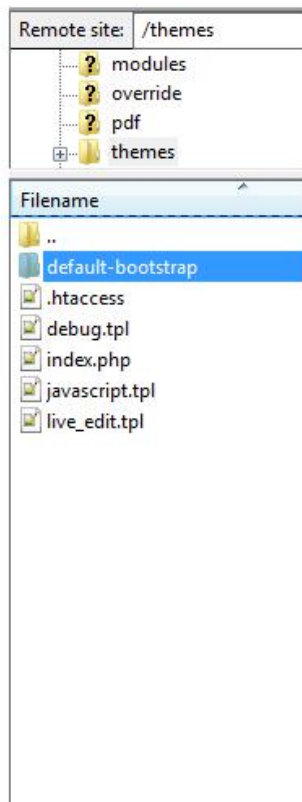 Remote site: /themes
modules
override
pdf
themes
Filename
..
default-bootstrap
.htaccess
debug.tpl
index.php
javascript.tpl
live_edit.tpl